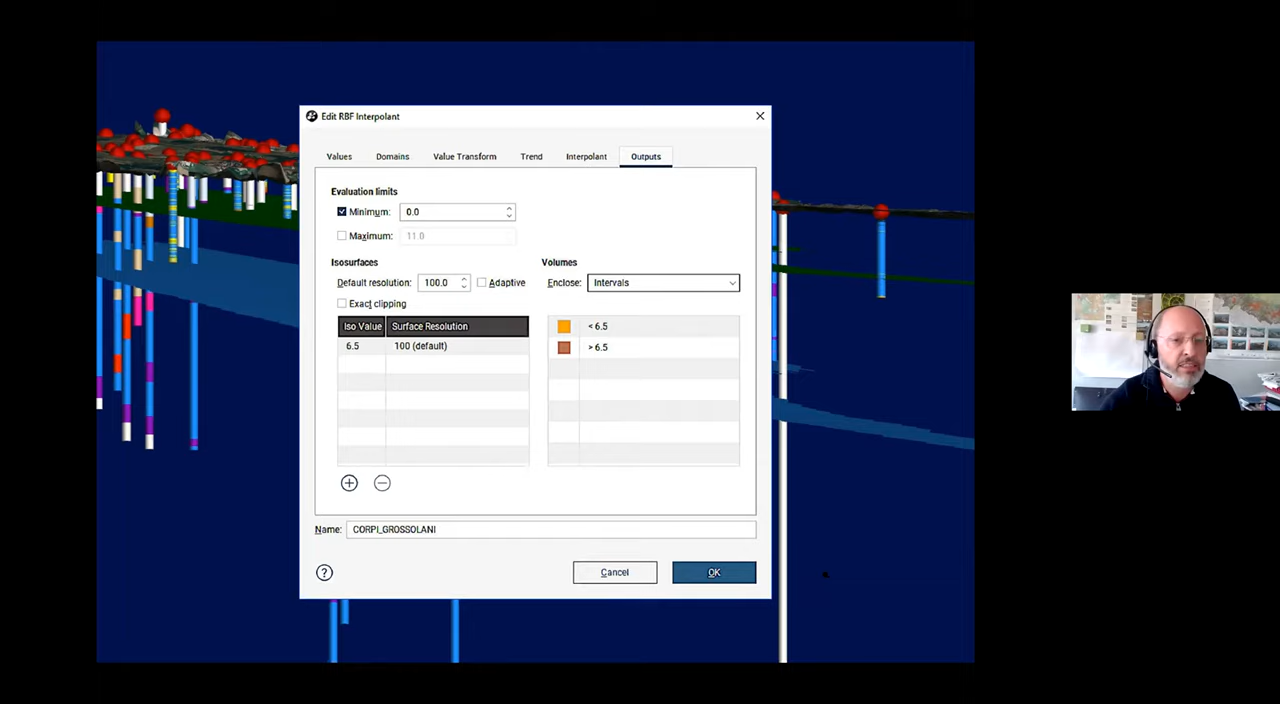 Edit RBF Interpolant
Values Domains Value Transform Trend Interpolant Outputs
Evaluation limits
Minimum: 0.0
Maximum: 11.0
Isosurfaces Volumes
Default resolution: 100.0 Adaptive Enclose: Intervals
Exact clipping
Iso Value Surface Resolution
< 6.5
6.5 100 (default)
> 6.5
Name: CORPI_GROSSOLANI
? Cancel OK